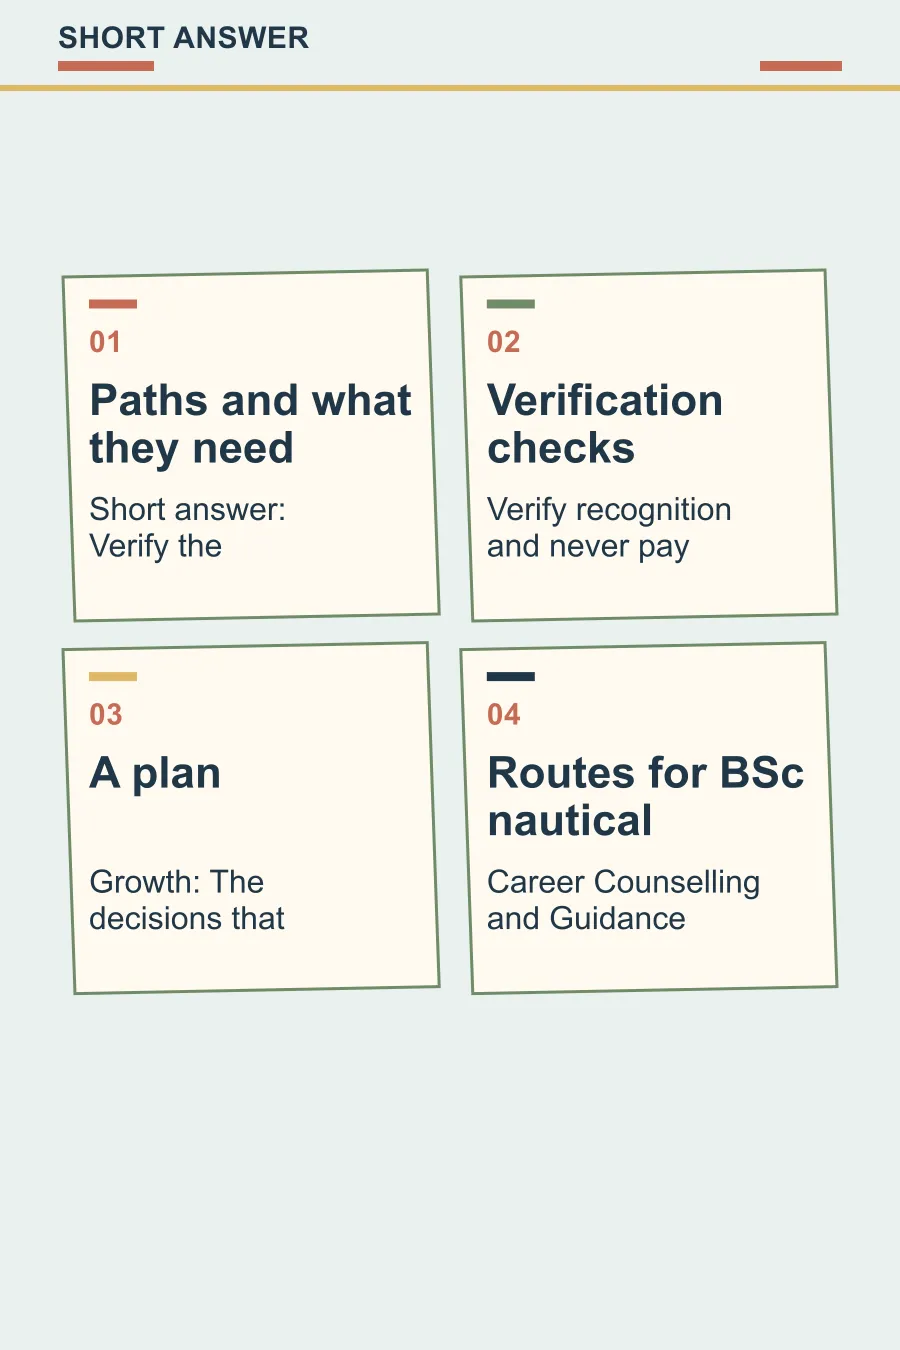 SHORT ANSWER
01
Paths and what
they need
Short answer:
Verify the
02
Verification
checks
Verify recognition
and never pay
03
A plan
Growth: The
decisions that
04
Routes for BSc
nautical
Career Counselling
and Guidance